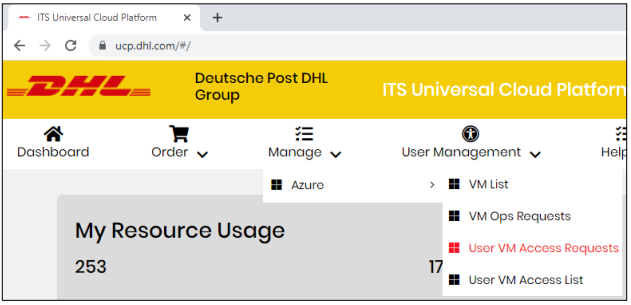 ITS Universal Cloud Platform
ucp.dhl.com/#/
DHL
Deutsche Post DHL
Group
ITS Universal Cloud Platform
Dashboard
Order
Manage
User Management
Help
Azure
VM List
VM Ops Requests
User VM Access Requests
User VM Access List
My Resource Usage
253
17